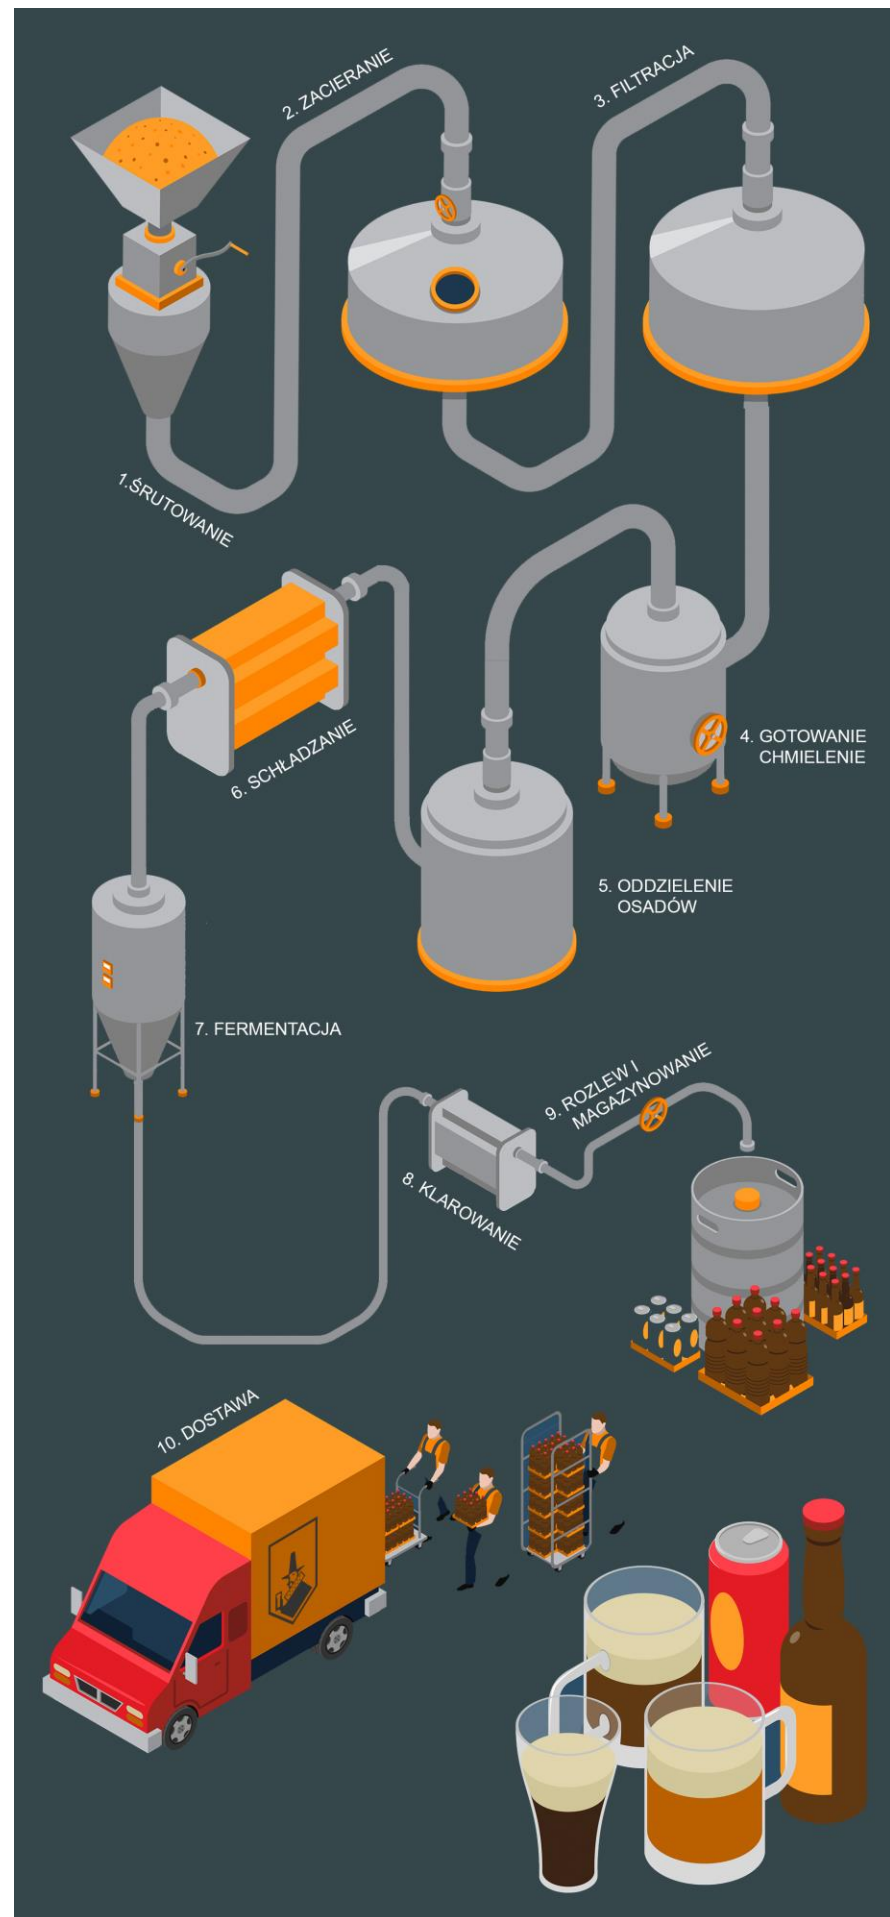 2. ZACIERANIE
3. FILTRACJA
1.ŚRUTOWANIE
4. GOTOWANIE
CHMIELENIE
6. SCHŁADZANIE
5. ODDZIELENIE
OSADÓW
7. FERMENTACJA
9. ROZLEW I
MAGAZYNOWANIE
8. KLAROWANIE
10. DOSTAWA